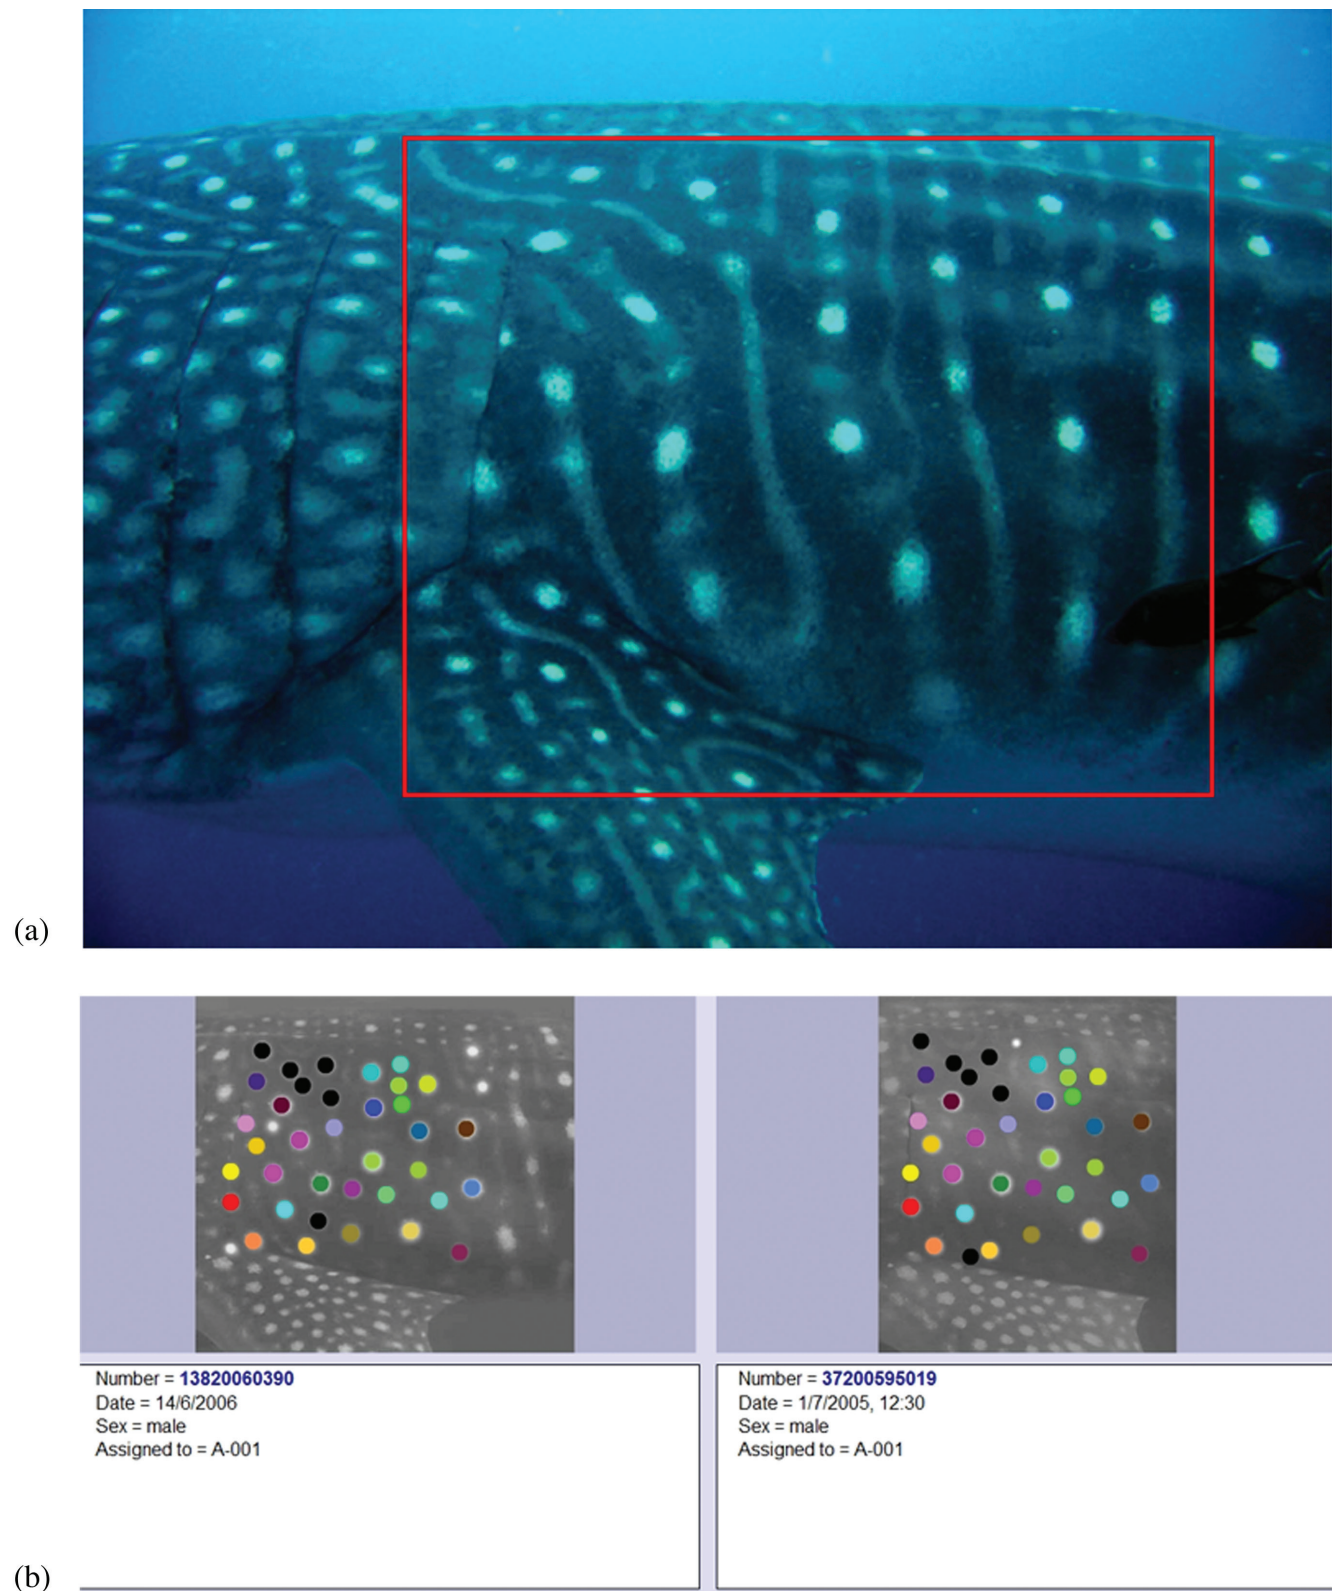 (a)
Number = 13820060390
Date = 14/6/2006
Sex = male
Assigned to = A-001
Number = 37200595019
Date = 1/7/2005, 12:30
Sex = male
Assigned to = A-001
(b)